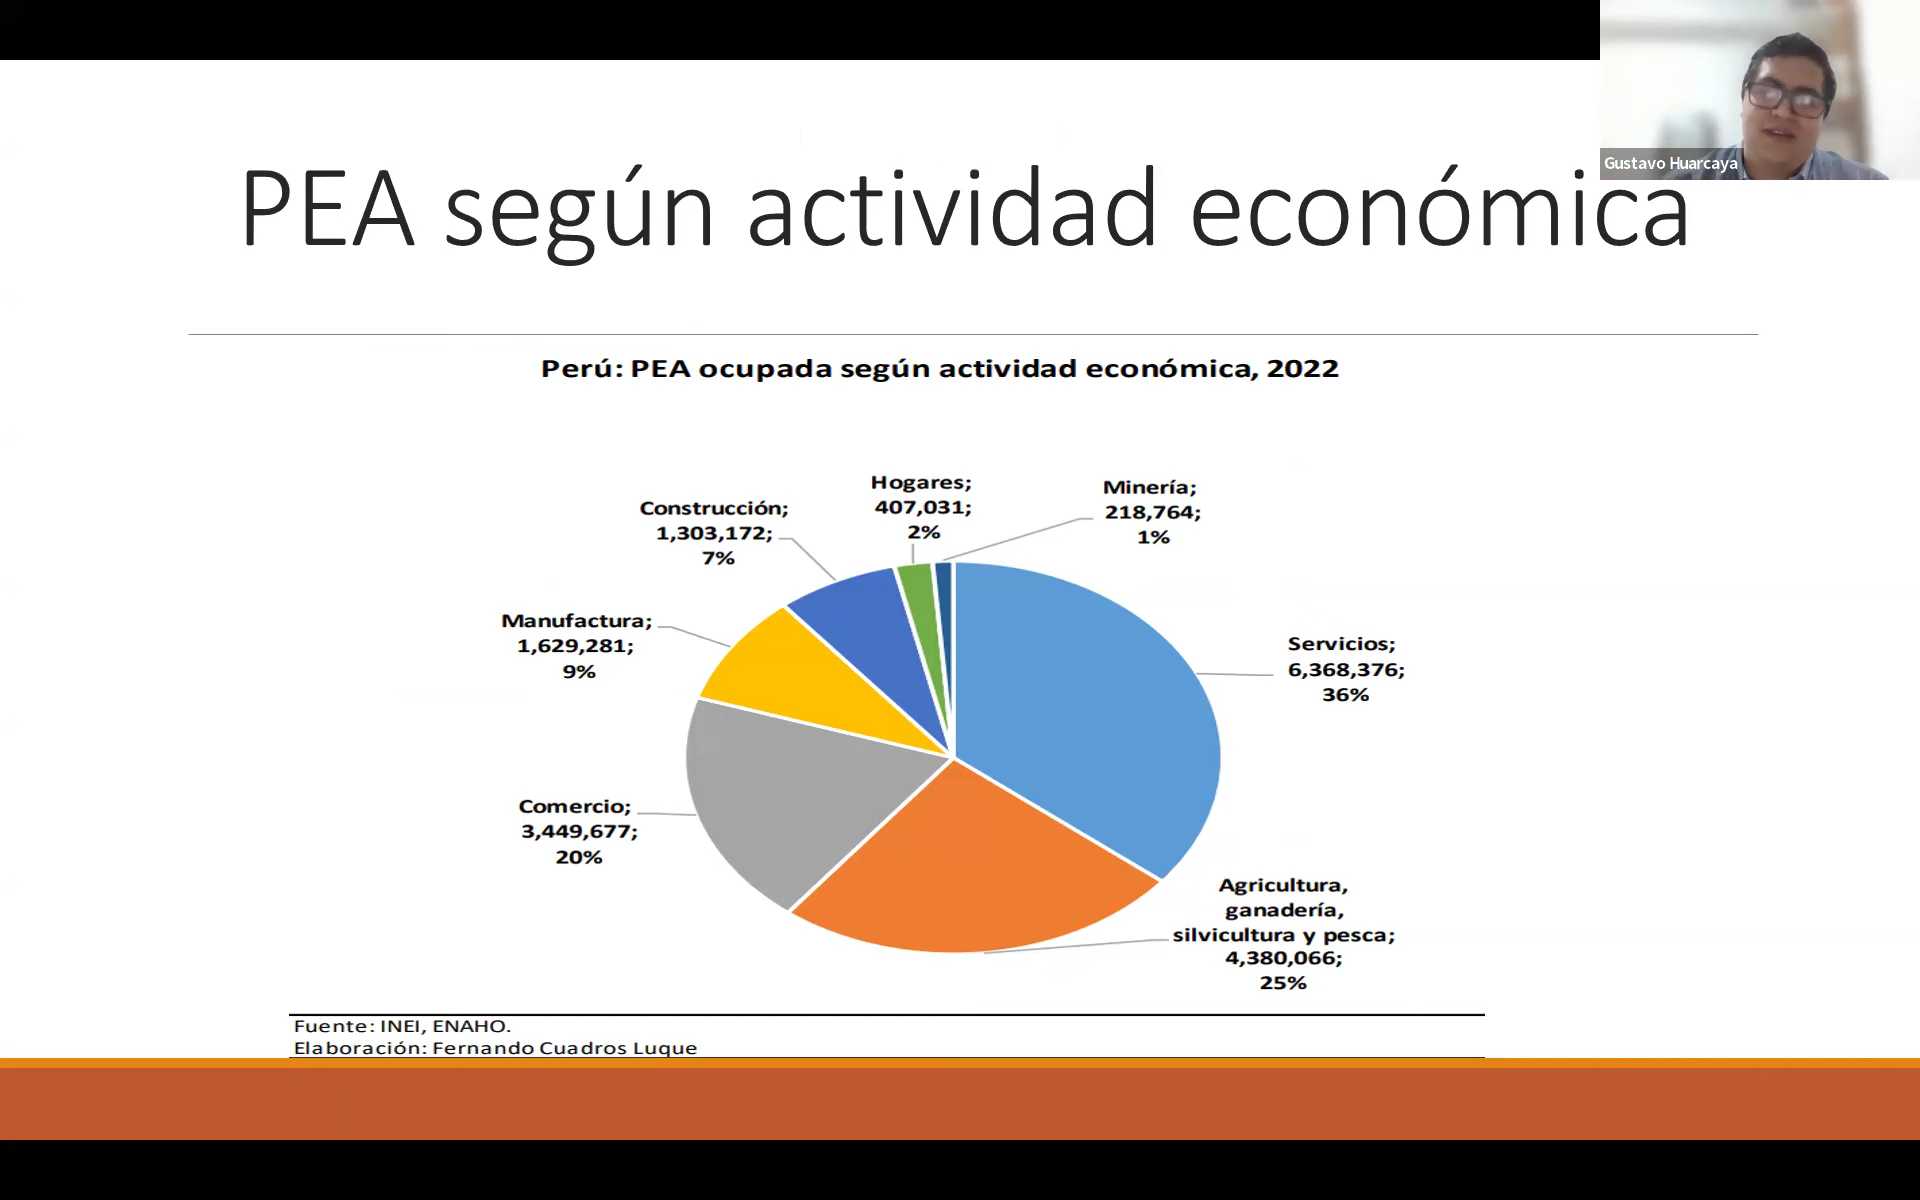 Gustavo Huarcaya
PEA según actividad económica
Perú: PEA ocupada según actividad económica, 2022
Hogares;
407,031;
2%
Minería;
218,764;
1%
Construcción;
1,303,172;
7%
Manufactura;
1,629,281;
9%
Servicios;
6,368,376;
36%
Comercio;
3,449,677;
20%
Agricultura,
ganadería,
silvicultura y pesca;
4,380,066;
25%
Fuente: INEI, ENAHO.
Elaboración: Fernando Cuadros Luque